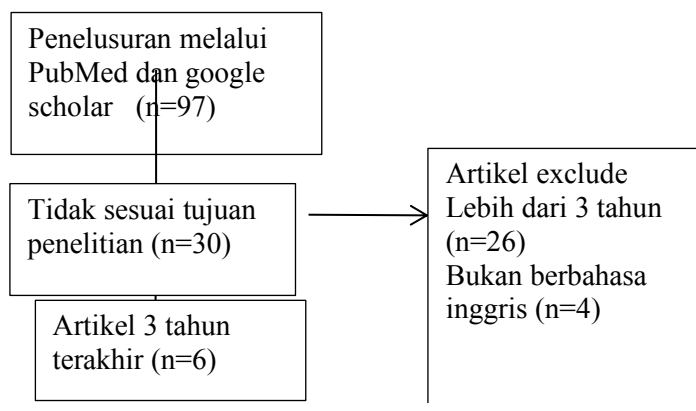 Penelusuran melalui
PubMed dan google
scholar (n=97)
Tidak sesuai tujuan
penelitian (n=30)
Artikel 3 tahun
terakhir (n=6)
Artikel exclude
Lebih dari 3 tahun
(n=26)
Bukan berbahasa
inggris (n=4)